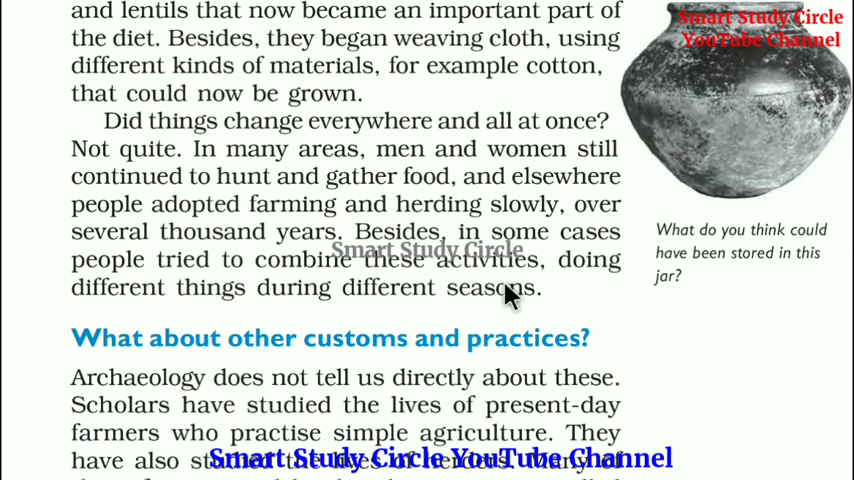 and lentils that now became an important part of
the diet. Besides, they began weaving cloth, using
different kinds of materials, for example cotton,
that could now be grown.
Did things change everywhere and all at once?
Not quite. In many areas, men and women still
continued to hunt and gather food, and elsewhere
people adopted farming and herding slowly, over
several thousand years. Besides, in some cases
people tried to combine these activities, doing
different things during different seasons.
Smart Study Circle
Smart Study Circle
YouTube Channel
What do you think could
have been stored in this
jar?
What about other customs and practices?
Archaeology does not tell us directly about these.
Scholars have studied the lives of present-day
farmers who practise simple agriculture. They
have also studied the lives of herders. Many of
Smart Study Circle YouTube Channel